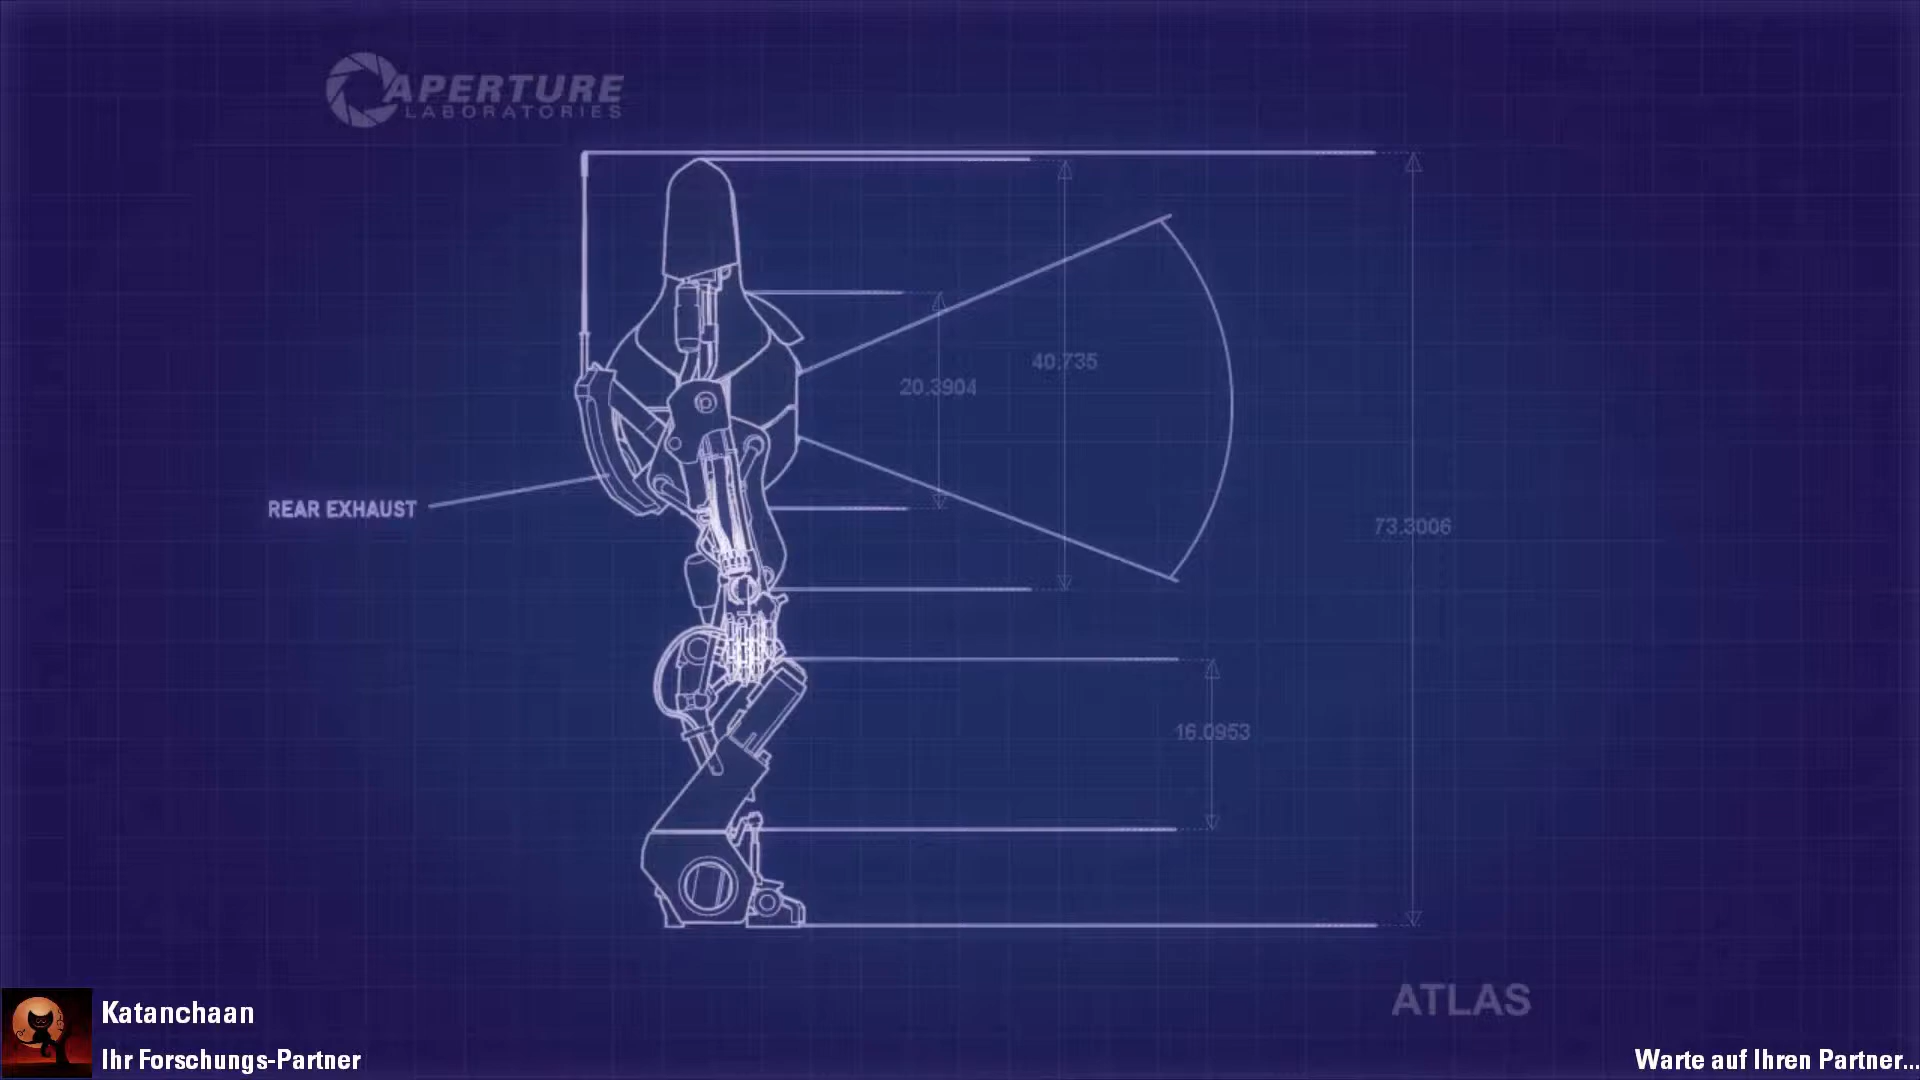 APERTURE
LABORATORIES
40.735
20.3904
REAR EXHAUST
73.3006
16.0953
ATLAS
Katanchaan
Ihr Forschungs-Partner
Warte auf Ihren Partner...